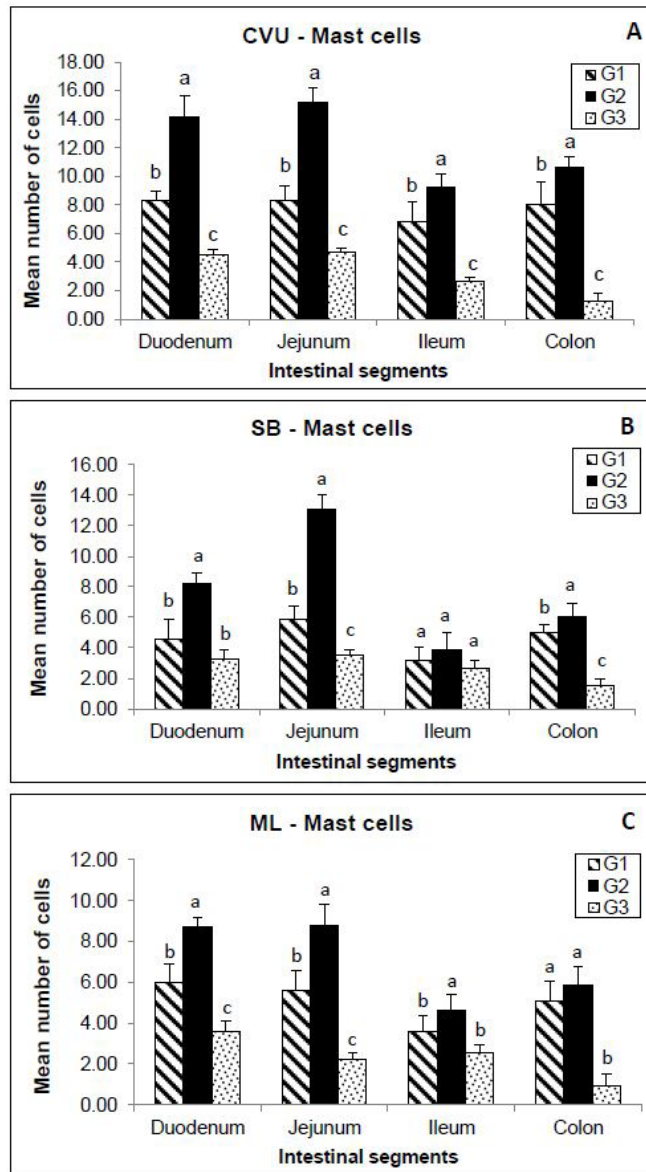 CVU - Mast cells
A
18.00
16.00
14.00
12.00
10.00
8.00
6.00
4.00
2.00
0.00
Mean number of cells
G1
G2
G3
b a c
b a c
b a c
b a c
Duodenum Jejunum Ileum Colon
Intestinal segments
SB - Mast cells
B
16.00
14.00
12.00
10.00
8.00
6.00
4.00
2.00
0.00
Mean number of cells
G1
G2
G3
b a b
b a c
a a a
b a c
Duodenum Jejunum Ileum Colon
Intestinal segments
ML - Mast cells
C
12.00
10.00
8.00
6.00
4.00
2.00
0.00
Mean number of cells
G1
G2
G3
b a c
b a c
b a b
a a b
Duodenum Jejunum Ileum Colon
Intestinal segments